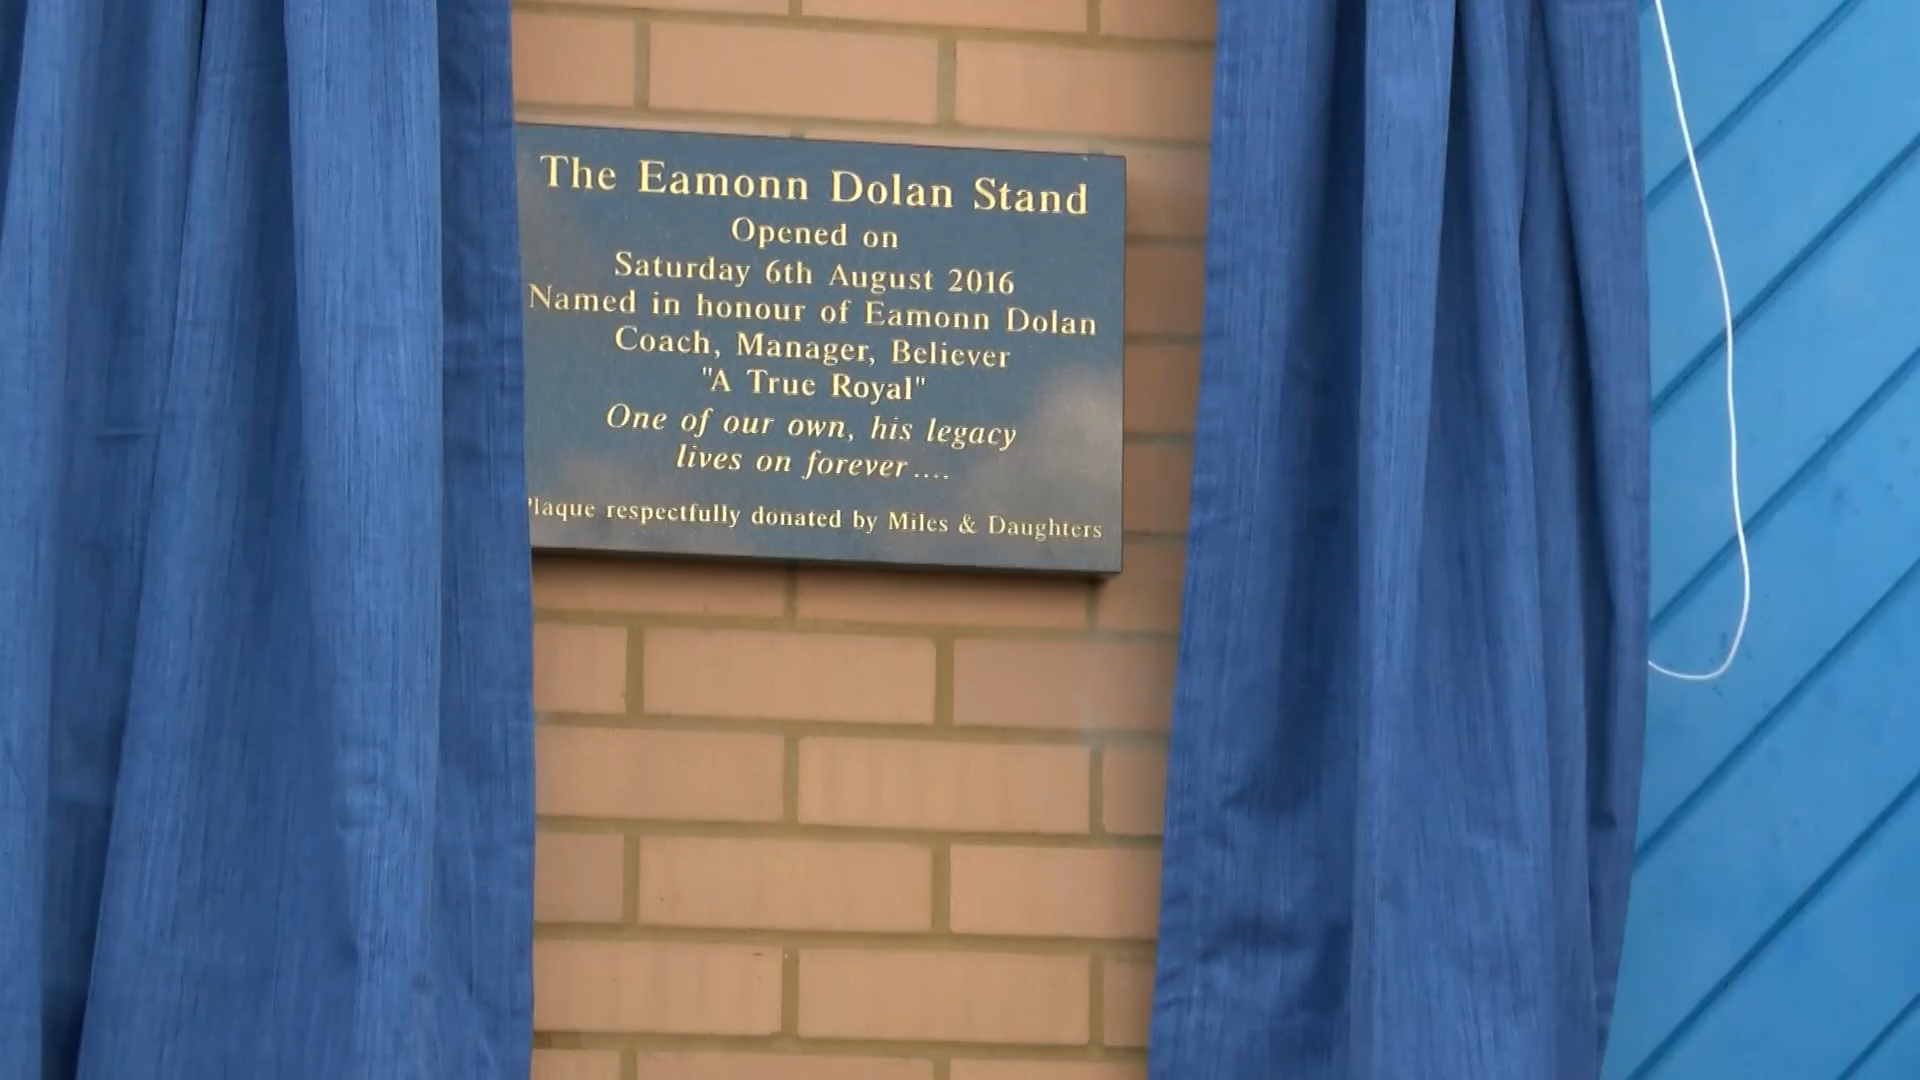 The Eamonn Dolan Stand
Opened on
Saturday 6th August 2016
Named in honour of Eamonn Dolan
Coach, Manager, Believer
"A True Royal"
One of our own, his legacy
lives on forever ....
Plaque respectfully donated by Miles & Daughters